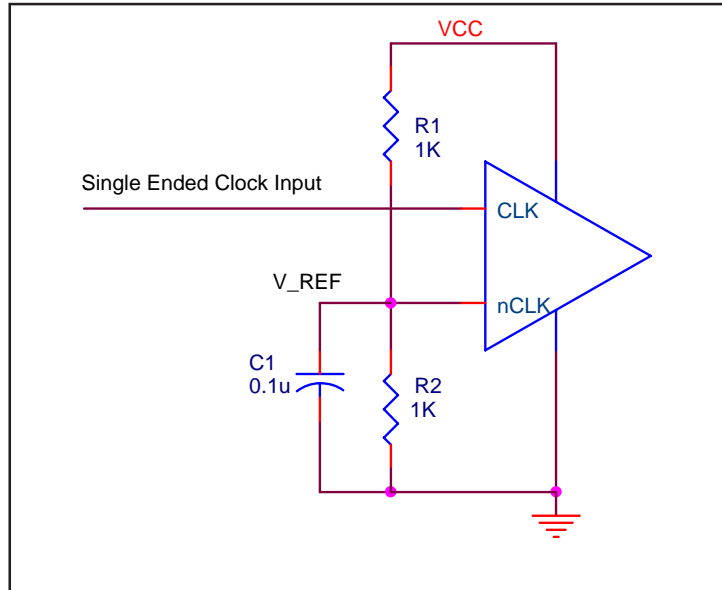 VCC
R1
1K
Single Ended Clock Input
CLK
V_REF
nCLK
C1
0.1u
R2
1K